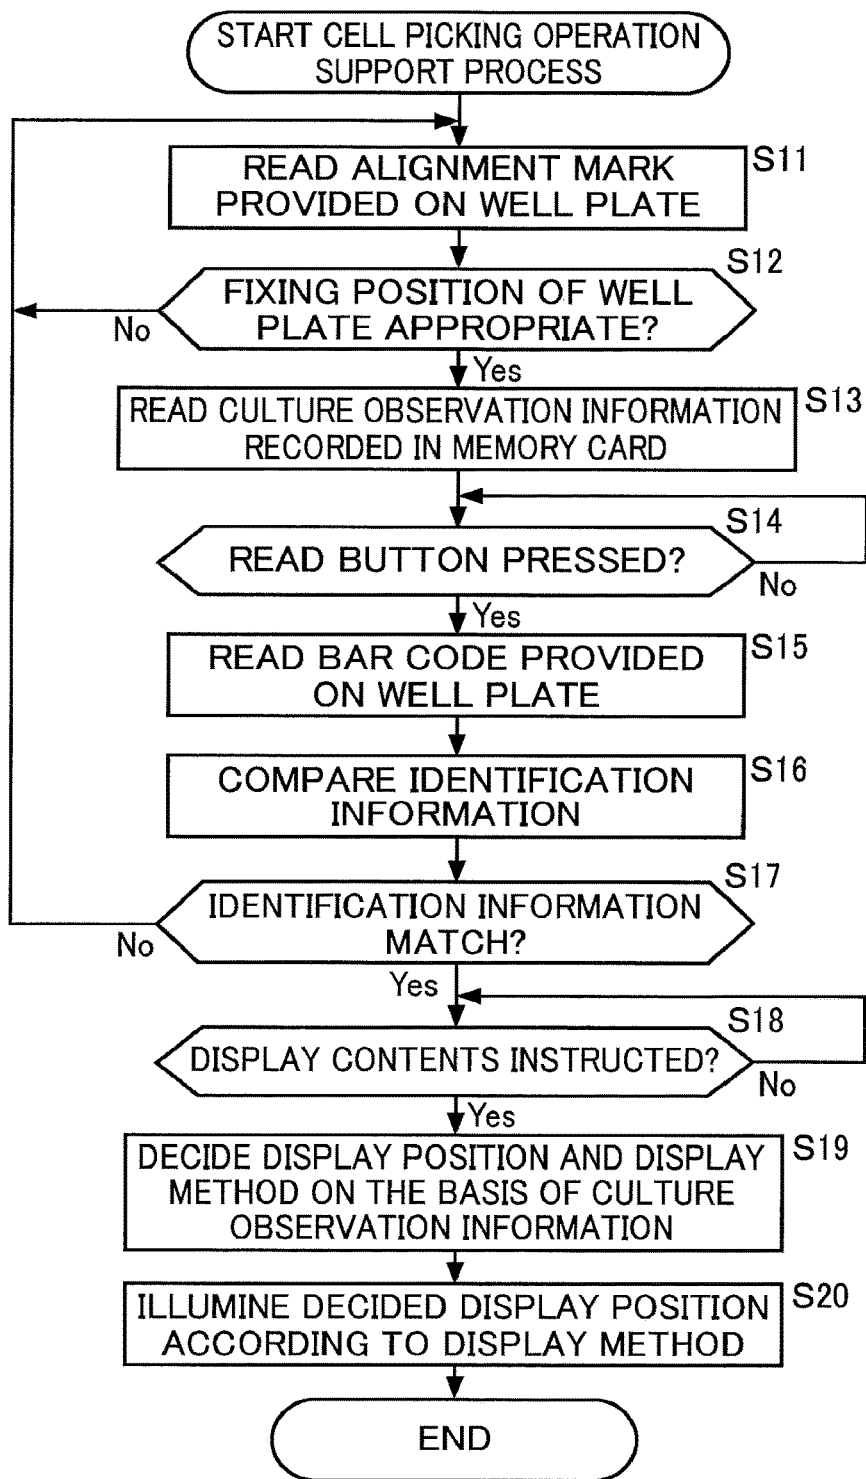 START CELL PICKING OPERATION
SUPPORT PROCESS
S11
READ ALIGNMENT MARK
PROVIDED ON WELL PLATE
S12
FIXING POSITION OF WELL
PLATE APPROPRIATE?
No
Yes
S13
READ CULTURE OBSERVATION INFORMATION
RECORDED IN MEMORY CARD
S14
READ BUTTON PRESSED?
No
Yes
S15
READ BAR CODE PROVIDED
ON WELL PLATE
S16
COMPARE IDENTIFICATION
INFORMATION
S17
IDENTIFICATION INFORMATION
MATCH?
No
Yes
S18
DISPLAY CONTENTS INSTRUCTED?
No
Yes
S19
DECIDE DISPLAY POSITION AND DISPLAY
METHOD ON THE BASIS OF CULTURE
OBSERVATION INFORMATION
S20
ILLUMINE DECIDED DISPLAY POSITION
ACCORDING TO DISPLAY METHOD
END